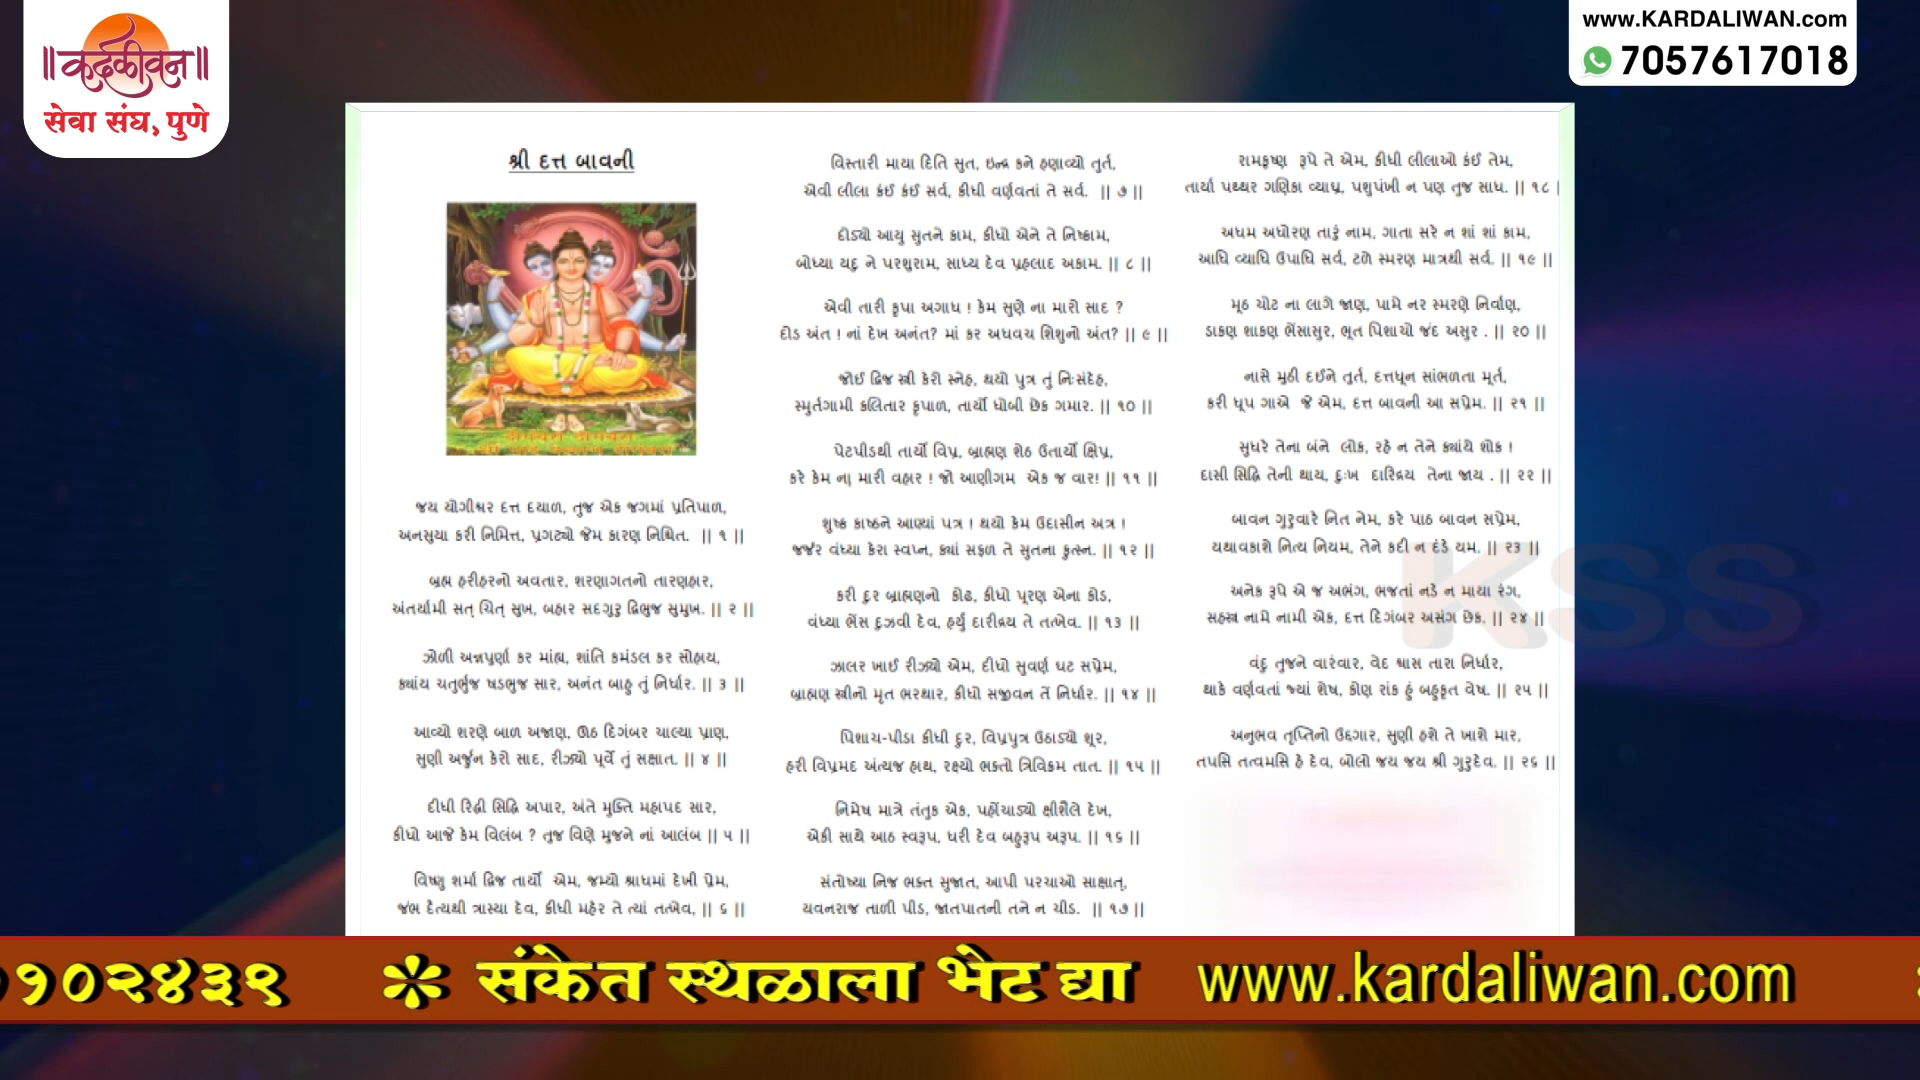 ॥कर्दळीवन॥
सेवा संघ, पुणे
www.KARDALIWAN.com
7057617018
શ્રી દત્ત બાવની
જય યોગીશ્વર દત્ત દયાળ, તુજ એક જગમાં પ્રતિપાળ,
અનસુયા કરી નિમિત્ત, પ્રગટ્યો જેમ કારણ નિશ્ચિત. || ૧ ||
બ્રહ્મ હરીહરનો અવતાર, શરણાગતનો તારણહાર,
અંતર્યામી સત્ ચિત્ સુખ, બહાર સદગુરુ દ્વિભુજ સુમુખ. || ૨ ||
ઝોળી અન્નપુર્ણા કર માંહ્ય, શાંતિ કમંડલ કર સોહાય,
ક્યાંય ચતુર્ભુજ ષડભુજ સાર, અનંત બાહુ તું નિર્ધાર. || ૩ ||
આવ્યો શરણે બાળ અજાણ, ઊઠ દિગંબર ચાલ્યા પ્રાણ,
સુણી અર્જુન કેરો સાદ, રીઝ્યો પૂર્વે તું સક્ષાત. || ૪ ||
દીધી રિદ્ધી સિદ્ધિ અપાર, અંતે મુક્તિ મહાપદ સાર,
કીધો આજે કેમ વિલંબ ? તુજ વિણે મુજને નાં આલંબ || ૫ ||
વિષ્ણુ શર્મા દ્વિજ તાર્યો એમ, જમ્યો શ્રાધમાં દેખી પ્રેમ,
જંભ દૈત્યથી ત્રાસ્યા દેવ, કીધી મહેર તે ત્યાં તત્ખેવ, || ૬ ||
વિસ્તારી માયા દિતિ સુત, ઇન્દ્ર કને હણાવ્યો તુર્ત,
એવી લીલા કંઈ કંઈ સર્વ, કીધી વર્ણવતાં તે સર્વ. || ૭ ||
દોડ્યો આયુ સુતને કામ, કીધો એને તે નિષ્કામ,
બોધ્યા યદુ ને પરશુરામ, સાધ્ય દેવ પ્રહલાદ અકામ. || ૮ ||
એવી તારી કૃપા અગાધ ! કેમ સુણે ના મારો સાદ ?
દોડ અંત ! નાં દેખ અનંત? માં કર અધવચ શિશુનો અંત? || ૯ ||
જોઈ દ્વિજ સ્ત્રી કેરો સ્નેહ, થયો પુત્ર તું નિઃસંદેહ,
સ્મુર્તગામી કલિતાર કૃપાળ, તાર્યો ધોબી છેક ગમાર. || ૧૦ ||
પેટપીડથી તાર્યો વિપ્ર, બ્રાહ્મણ શેઠ ઉતાર્યો ક્ષિપ્ર,
કરે કેમ ના મારી વહાર ! જો આણીગમ એક જ વાર! || ૧૧ ||
શુષ્ક કાષ્ઠને આણ્યાં પત્ર ! થયો કેમ ઉદાસીન અત્ર !
જર્જર વંધ્યા કેરા સ્વપ્ન, ક્યાં સફળ તે સુતના કૃત્સ્ન. || ૧૨ ||
કરી દુર બ્રાહ્મણનો કોઢ, કીધો પૂરણ એના કોડ,
વંધ્યા ભેંસ દુઝવી દેવ, હર્યું દારીદ્રય તે તત્ખેવ. || ૧૩ ||
ઝાલર ખાઈ રીઝ્યો એમ, દીધો સુવર્ણ ઘટ સપ્રેમ,
બ્રાહ્મણ સ્ત્રીનો મૃત ભરથાર, કીધો સજીવન તેં નિર્ધાર. || ૧૪ ||
પિશાચ-પીડા કીધી દુર, વિપ્રપુત્ર ઉઠાડ્યો શૂર,
હરી વિપ્રમદ અંત્યજ હાથ, રક્ષ્યો ભક્તો ત્રિવિક્રમ તાત. || ૧૫ ||
નિમેષ માત્રે તંતુક એક, પહોંચાડ્યો શ્રીશૈલે દેખ,
એકી સાથે આઠ સ્વરૂપ, ધરી દેવ બહુરૂપ અરૂપ. || ૧૬ ||
સંતોષ્યા નિજ ભક્ત સુજાત, આપી પરચાઓ સાક્ષાત્,
યવનરાજ તાળી પીડ, જાતપાતની તને ન ચીડ. || ૧૭ ||
રામકૃષ્ણ રૂપે તે એમ, કીધી લીલાઓ કંઈ તેમ,
તાર્યા પથ્થર ગણિકા વ્યાધ્ર, પશુપંખી ન પણ તુજ સાધ. || ૧૮ |
અધમ અધોરણ તારું નામ, ગાતા સરે ન શાં શાં કામ,
આધિ વ્યાધિ ઉપાધિ સર્વ, ટળે સ્મરણ માત્રથી સર્વ. || ૧૯ ||
મૂઠ ચોટ ના લાગે જાણ, પામે નર સ્મરણે નિર્વાણ,
ડાકણ શાકણ ભેંસાસુર, ભૂત પિશાચો જંદ અસુર . || ૨૦ ||
નાસે મુઠી દઈને તુર્ત, દત્તધૂન સાંભળતા મૂર્ત,
કરી ધૂપ ગાએ જે એમ, દત્ત બાવની આ સપ્રેમ. || ૨૧ ||
સુધરે તેના બંને લોક, રહે ન તેને ક્યાંયે શોક !
દાસી સિદ્ધિ તેની થાય, દુઃખ દારિદ્રય તેના જાય . || ૨૨ ||
બાવન ગુરુવારે નિત નેમ, કરે પાઠ બાવન સપ્રેમ,
યથાવકાશે નિત્ય નિયમ, તેને કદી ન દંડે યમ. || ૨૩ ||
અનેક રૂપે એ જ અભંગ, ભજતાં નડે ન માયા રંગ,
સહસ્ત્ર નામે નામી એક, દત્ત દિગંબર અસંગ છેક. || ૨૪ ||
વંદુ તુજને વારંવાર, વેદ શ્વાસ તારા નિર્ધાર,
થાકે વર્ણવતાં જ્યાં શેષ, કોણ રાંક હું બહુકૃત વેષ. || ૨૫ ||
અનુભવ તૃપ્તિનો ઉદ્દગાર, સુણી હશે તે ખાશે માર,
તપસિ તત્વમસિ હે દેવ, બોલો જય જય શ્રી ગુરુદેવ. || ૨૬ ||
KSS
१०२४३९ ✻ संकेत स्थळाला भेट द्या www.kardaliwan.com